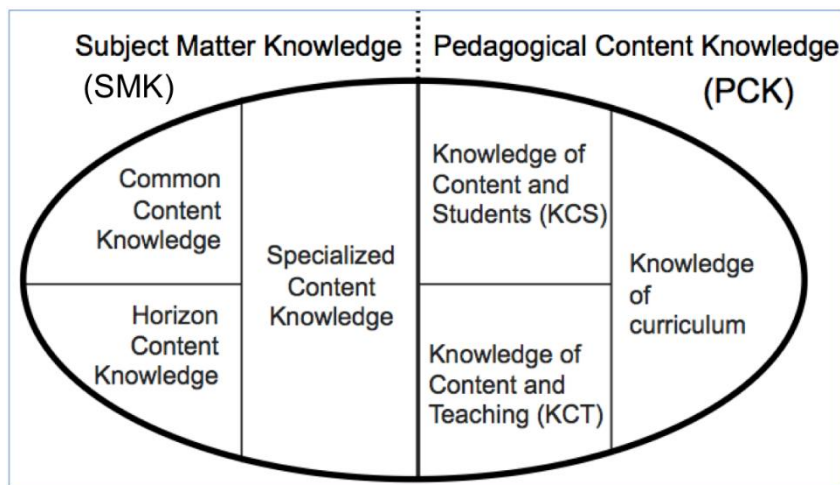 Subject Matter Knowledge
(SMK)
Pedagogical Content Knowledge
(PCK)
Common
Content
Knowledge
Horizon
Content
Knowledge
Specialized
Content
Knowledge
Knowledge of
Content and
Students (KCS)
Knowledge of
Content and
Teaching (KCT)
Knowledge
of
curriculum